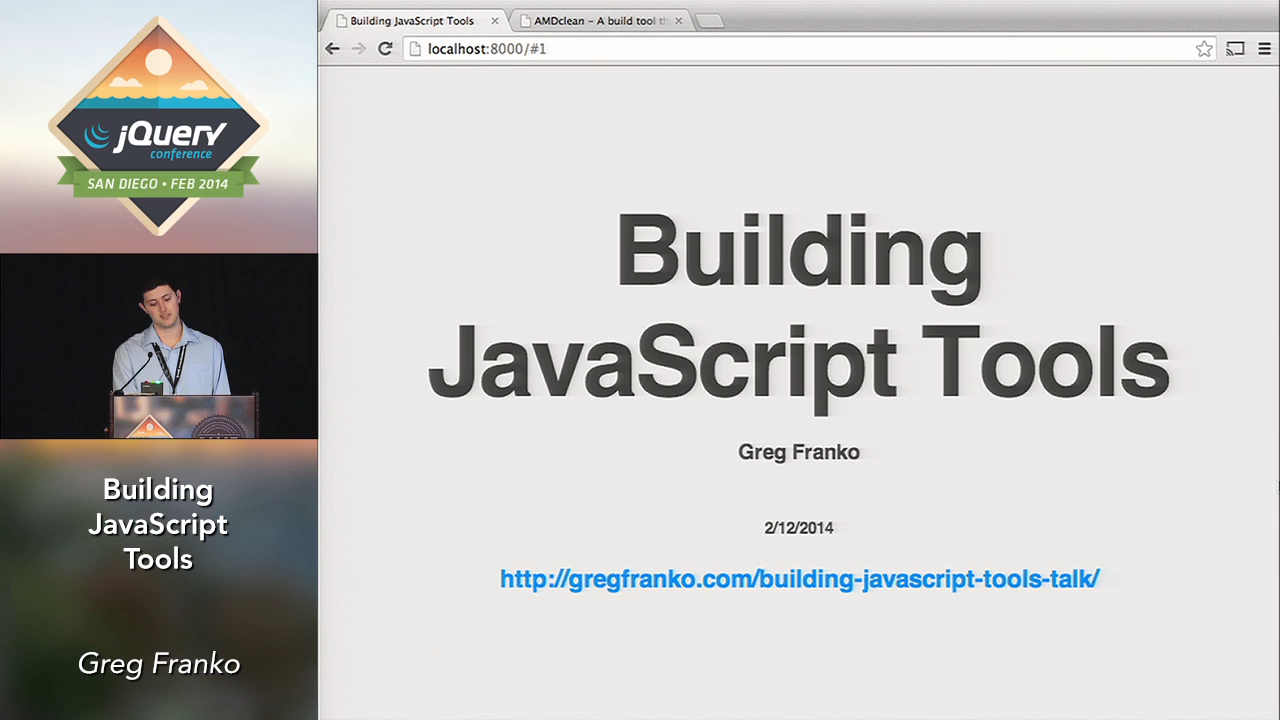 jQuery
conference
SAN DIEGO • FEB 2014
Building
JavaScript
Tools
Greg Franko
Building JavaScript Tools
AMDclean – A build tool th
localhost:8000/#1
Building
JavaScript Tools
Greg Franko
2/12/2014
http://gregfranko.com/building-javascript-tools-talk/